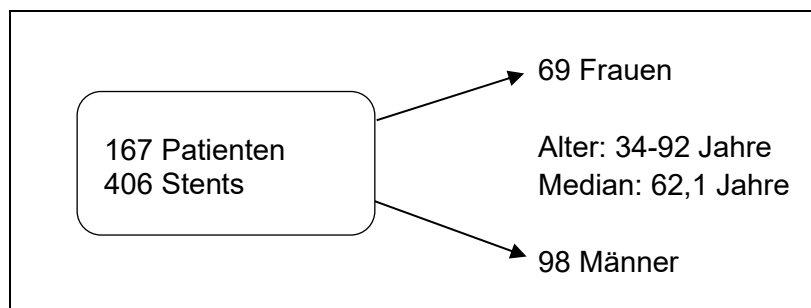 167 Patienten
406 Stents
69 Frauen
Alter: 34-92 Jahre
Median: 62,1 Jahre
98 Männer